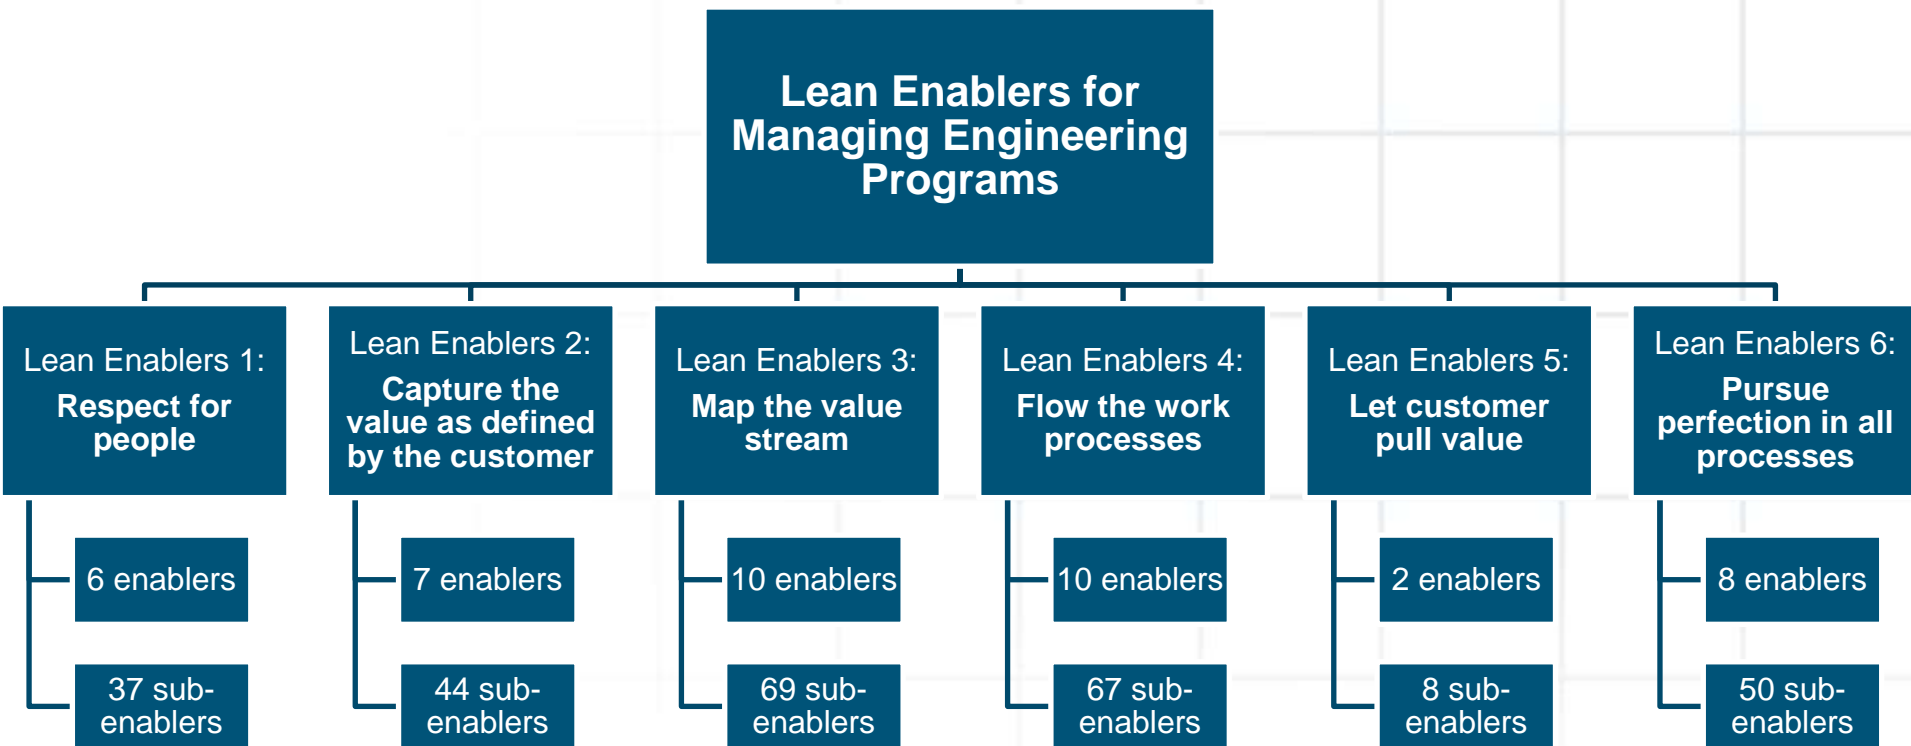 Lean Enablers for
Managing Engineering
Programs
Lean Enablers 1:
Respect for
people
Lean Enablers 2:
Capture the
value as defined
by the customer
Lean Enablers 3:
Map the value
stream
Lean Enablers 4:
Flow the work
processes
Lean Enablers 5:
Let customer
pull value
Lean Enablers 6:
Pursue
perfection in all
processes
6 enablers
7 enablers
10 enablers
10 enablers
2 enablers
8 enablers
37 sub-
enablers
44 sub-
enablers
69 sub-
enablers
67 sub-
enablers
8 sub-
enablers
50 sub-
enablers